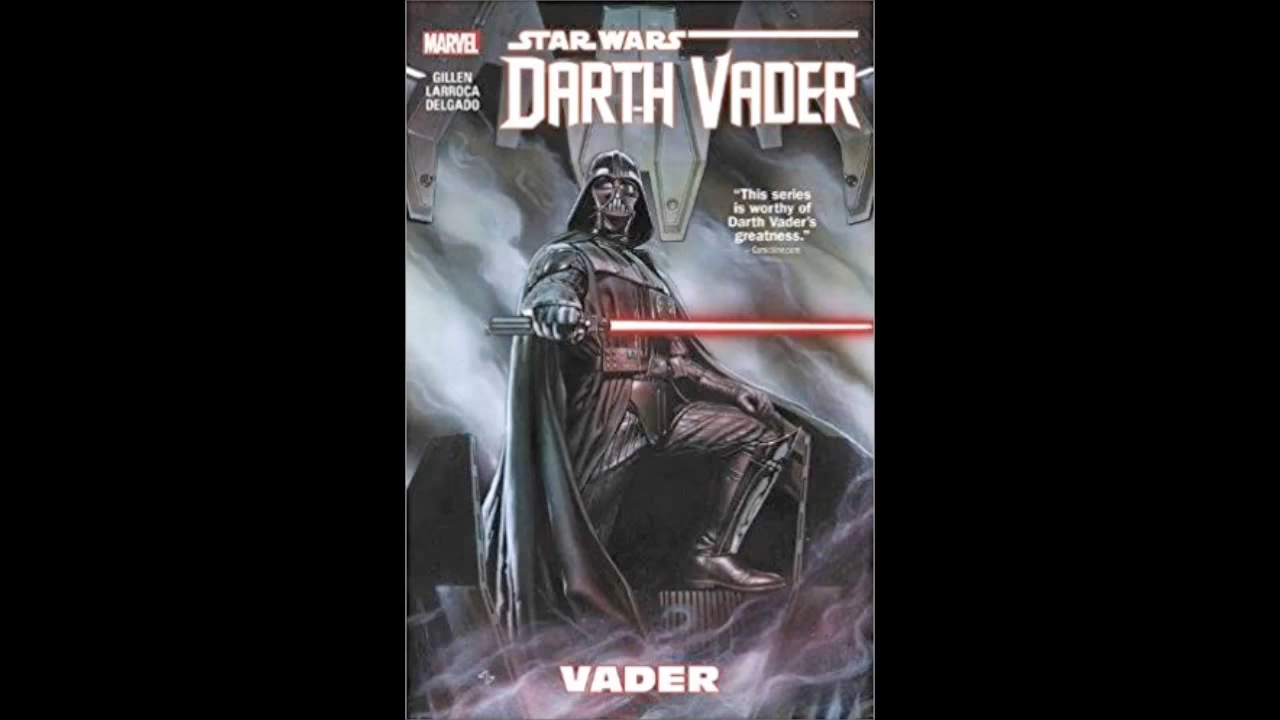 MARVEL
STAR WARS
DARTH VADER
GILLEN
LARROCA
DELGADO
“This series
is worthy of
Darth Vader's
greatness.”
VADER